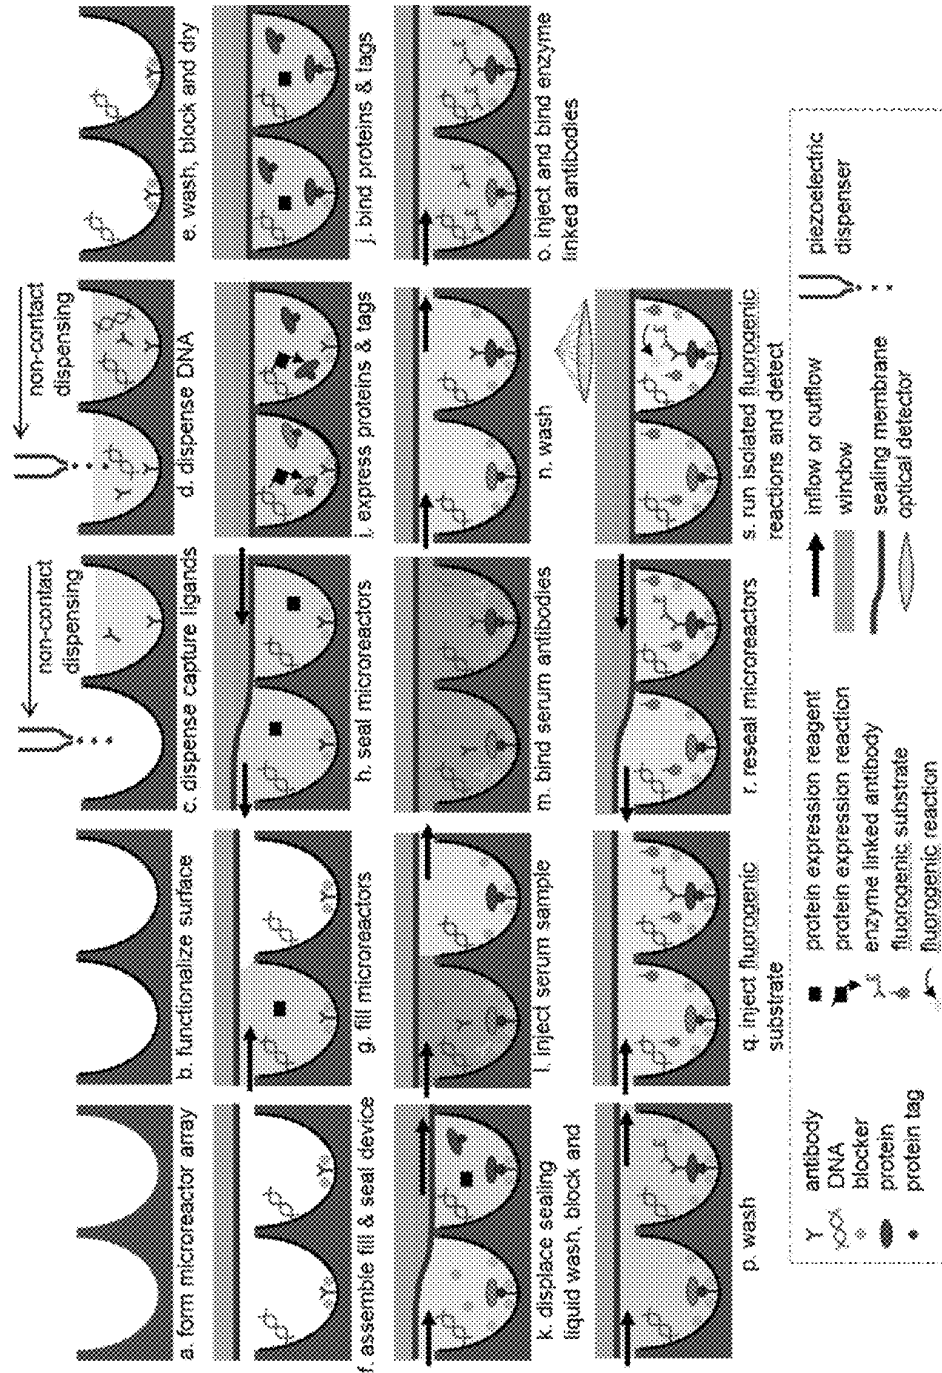 a. form microreactor array
b. functionalize surface
non-contact
dispensing
c. dispense capture ligands
non-contact
dispensing
d. dispense DNA
e. wash, block and dry
f. assemble fill & seal device
g. fill microreactors
h. seal microreactors
i. express proteins & tags
j. bind proteins & tags
k. displace sealing
liquid wash, block and
l. inject serum sample
m. bind serum antibodies
n. wash
o. inject and bind enzyme
linked antibodies
p. wash
q. inject fluorogenic
substrate
r. reseal microreactors
s. run isolated fluorogenic
reactions and detect
antibody
DNA
blocker
protein
protein tag
protein expression reagent
protein expression reaction
enzyme linked antibody
fluorogenic substrate
fluorogenic reaction
inflow or outflow
window
sealing membrane
optical detector
piezoelectric
dispenser